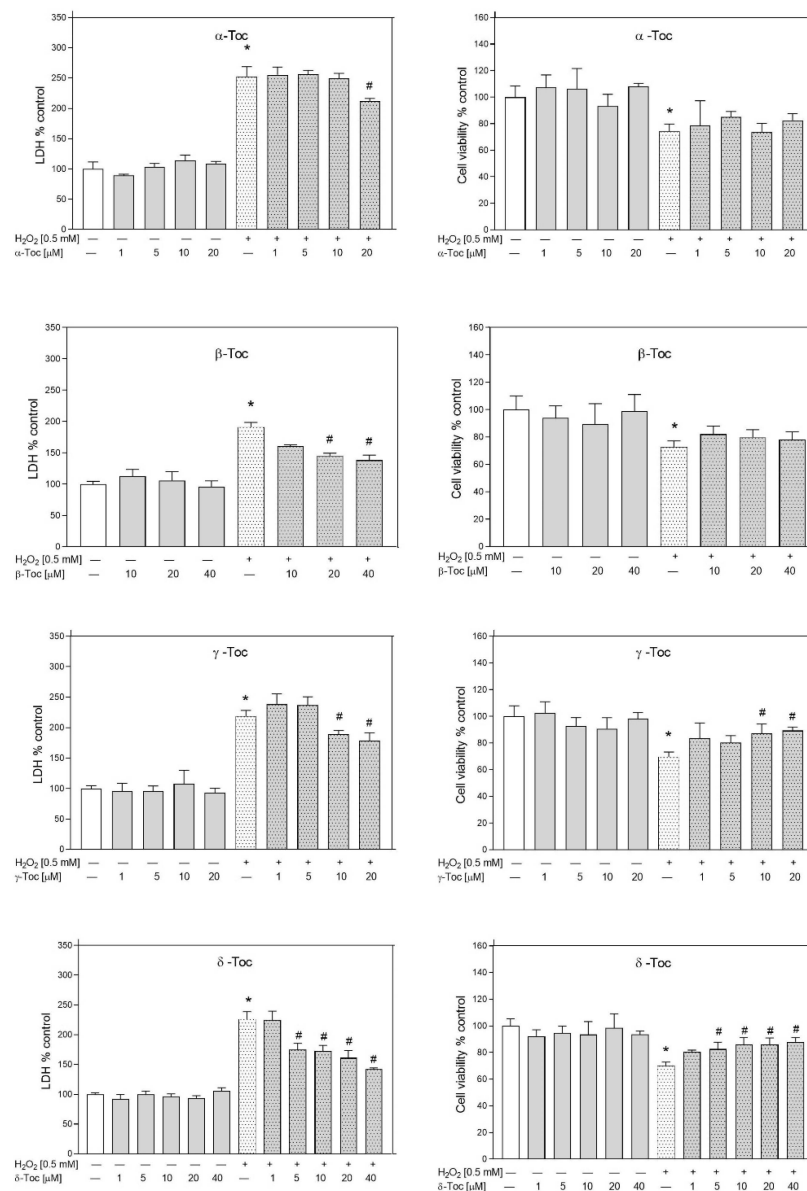 α-Toc
350
300
250
200
150
100
50
0
LDH % control
*
#
H₂O₂ [0.5 mM] — — — — — + + + + +
α-Toc [μM] — 1 5 10 20 — 1 5 10 20
α -Toc
160
140
120
100
80
60
40
20
0
Cell viability % control
*
H₂O₂ [0.5 mM] — — — — — + + + + +
α-Toc [μM] — 1 5 10 20 — 1 5 10 20
β-Toc
350
300
250
200
150
100
50
0
LDH % control
*
# #
H₂O₂ [0.5 mM] — — — — + + + +
β-Toc [μM] — 10 20 40 — 10 20 40
β-Toc
160
140
120
100
80
60
40
20
0
Cell viability % control
*
H₂O₂ [0.5 mM] — — — — + + + +
β-Toc [μM] — 10 20 40 — 10 20 40
γ -Toc
350
300
250
200
150
100
50
0
LDH % control
* # #
H₂O₂ [0.5 mM] — — — — — + + + + +
γ-Toc [μM] — 1 5 10 20 — 1 5 10 20
γ -Toc
160
140
120
100
80
60
40
20
0
Cell viability % control
* # #
H₂O₂ [0.5 mM] — — — — — + + + + +
γ-Toc [μM] — 1 5 10 20 — 1 5 10 20
δ -Toc
350
300
250
200
150
100
50
0
LDH % control
* # # # #
H₂O₂ [0.5 mM] — — — — — — + + + + + +
δ-Toc [μM] — 1 5 10 20 40 — 1 5 10 20 40
δ -Toc
160
140
120
100
80
60
40
20
0
Cell viability % control
* # # # #
H₂O₂ [0.5 mM] — — — — — — + + + + + +
δ-Toc [μM] — 1 5 10 20 40 — 1 5 10 20 40